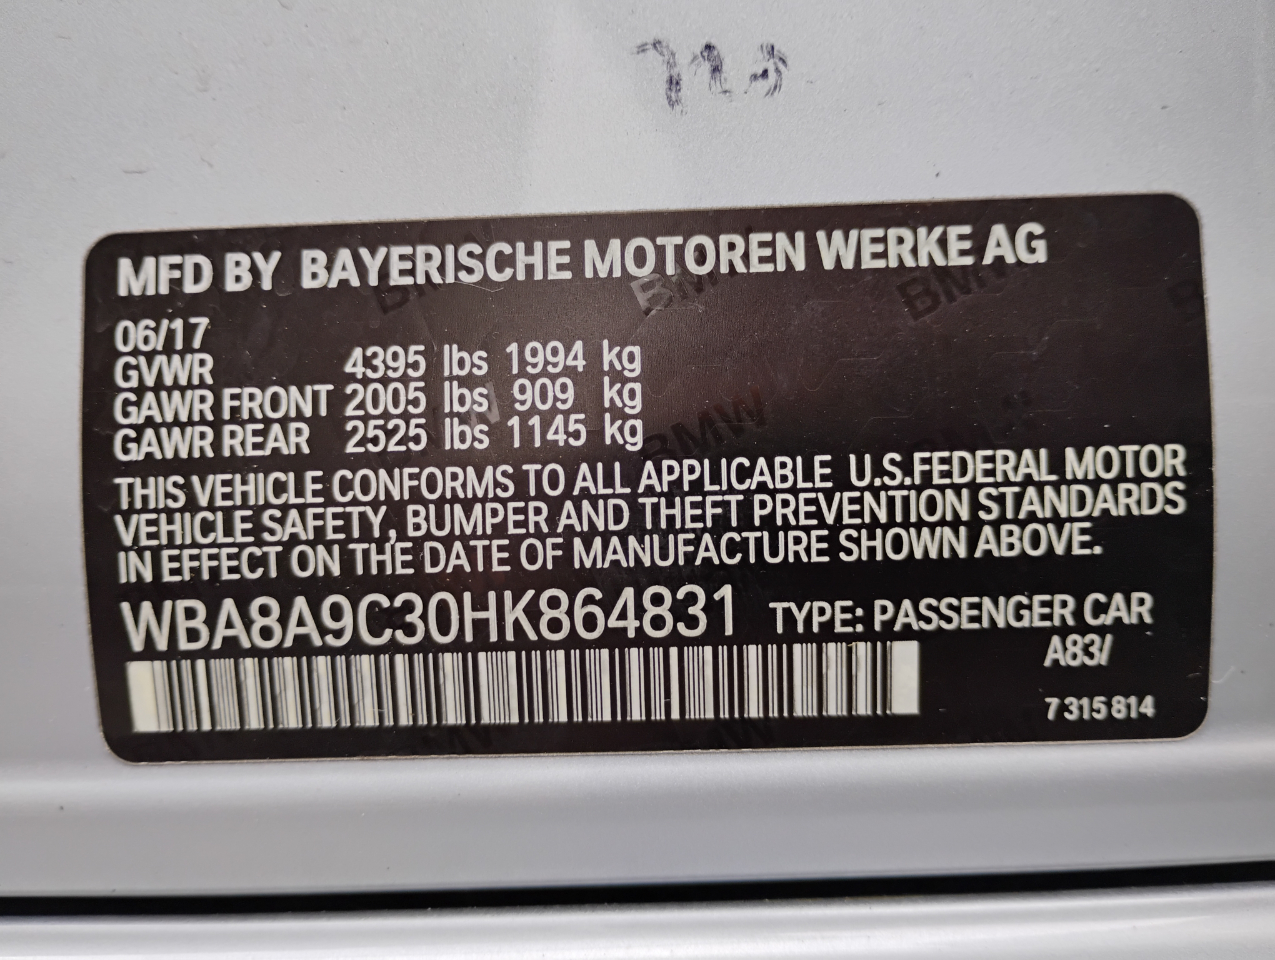 MFD BY BAYERISCHE MOTOREN WERKE AG
06/17
GVWR 4395 lbs 1994 kg
GAWR FRONT 2005 lbs 909 kg
GAWR REAR 2525 lbs 1145 kg
THIS VEHICLE CONFORMS TO ALL APPLICABLE U.S.FEDERAL MOTOR
VEHICLE SAFETY, BUMPER AND THEFT PREVENTION STANDARDS
IN EFFECT ON THE DATE OF MANUFACTURE SHOWN ABOVE.
WBA8A9C30HK864831 TYPE: PASSENGER CAR
A83/
7 315 814